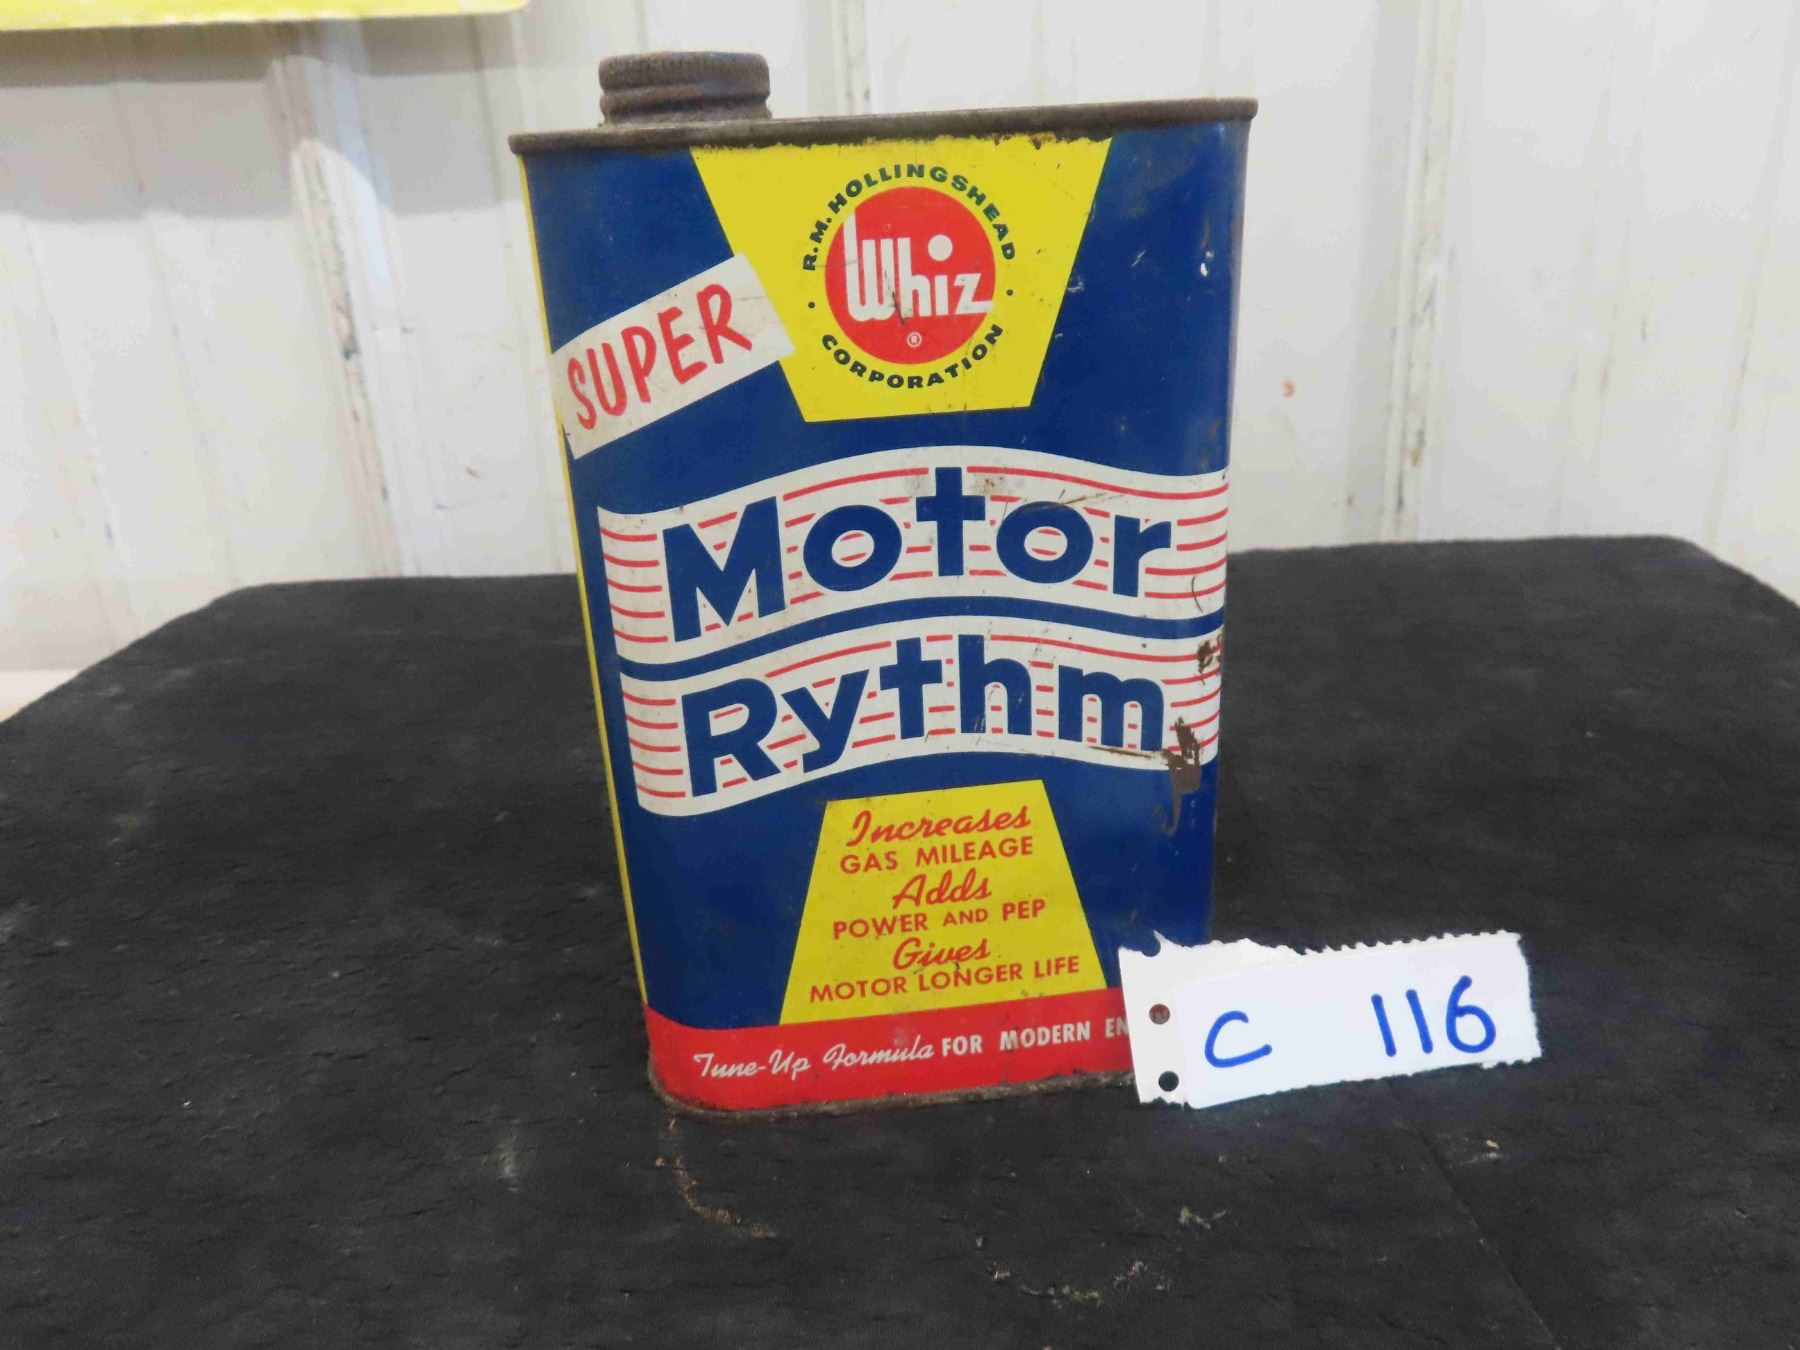 R.M. HOLLINGSHEAD
Whiz
®
CORPORATION
SUPER
Motor
Rythm
Increases
GAS MILEAGE
Adds
POWER AND PEP
Gives
MOTOR LONGER LIFE
Tune-Up Formula FOR MODERN EN
C 116